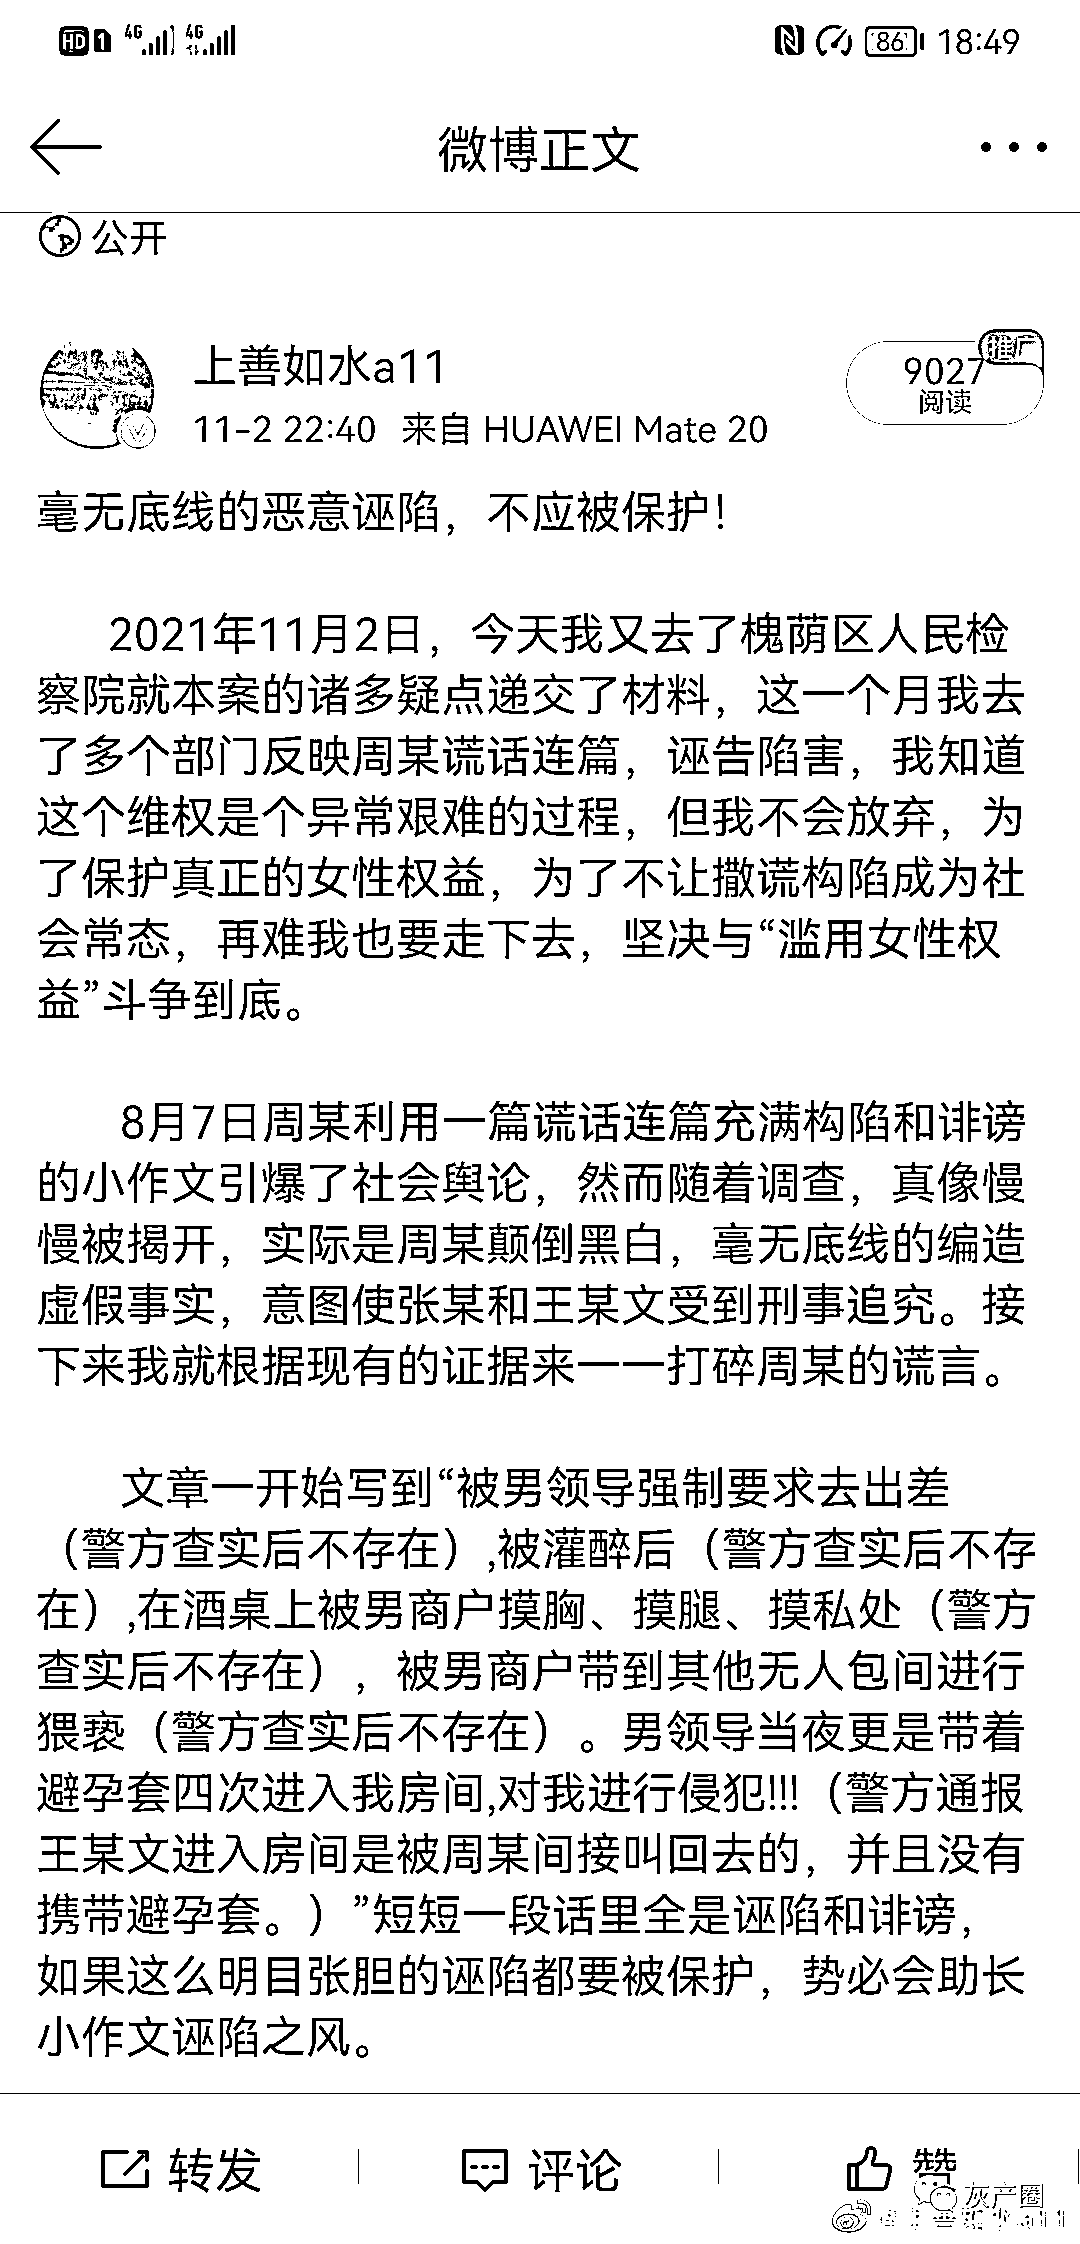 HD 1 4G 4G 86 18:49
微博正文
公开
上善如水a11
推广
9027
阅读
11-2 22:40 来自 HUAWEI Mate 20
毫无底线的恶意诬陷，不应被保护！
2021年11月2日，今天我又去了槐荫区人民检
察院就本案的诸多疑点递交了材料，这一个月我去
了多个部门反映周某谎话连篇，诬告陷害，我知道
这个维权是个异常艰难的过程，但我不会放弃，为
了保护真正的女性权益，为了不让撒谎构陷成为社
会常态，再难我也要走下去，坚决与“滥用女性权
益”斗争到底。
8月7日周某利用一篇谎话连篇充满构陷和诽谤
的小作文引爆了社会舆论，然而随着调查，真像慢
慢被揭开，实际是周某颠倒黑白，毫无底线的编造
虚假事实，意图使张某和王某文受到刑事追究。接
下来我就根据现有的证据来一一打碎周某的谎言。
文章一开始写到“被男领导强制要求去出差
（警方查实后不存在）,被灌醉后（警方查实后不存
在）,在酒桌上被男商户摸胸、摸腿、摸私处（警方
查实后不存在），被男商户带到其他无人包间进行
猥亵（警方查实后不存在）。男领导当夜更是带着
避孕套四次进入我房间,对我进行侵犯!!!（警方通报
王某文进入房间是被周某间接叫回去的，并且没有
携带避孕套。）”短短一段话里全是诬陷和诽谤，
如果这么明目张胆的诬陷都要被保护，势必会助长
小作文诬陷之风。
转发 评论 赞
灰产圈